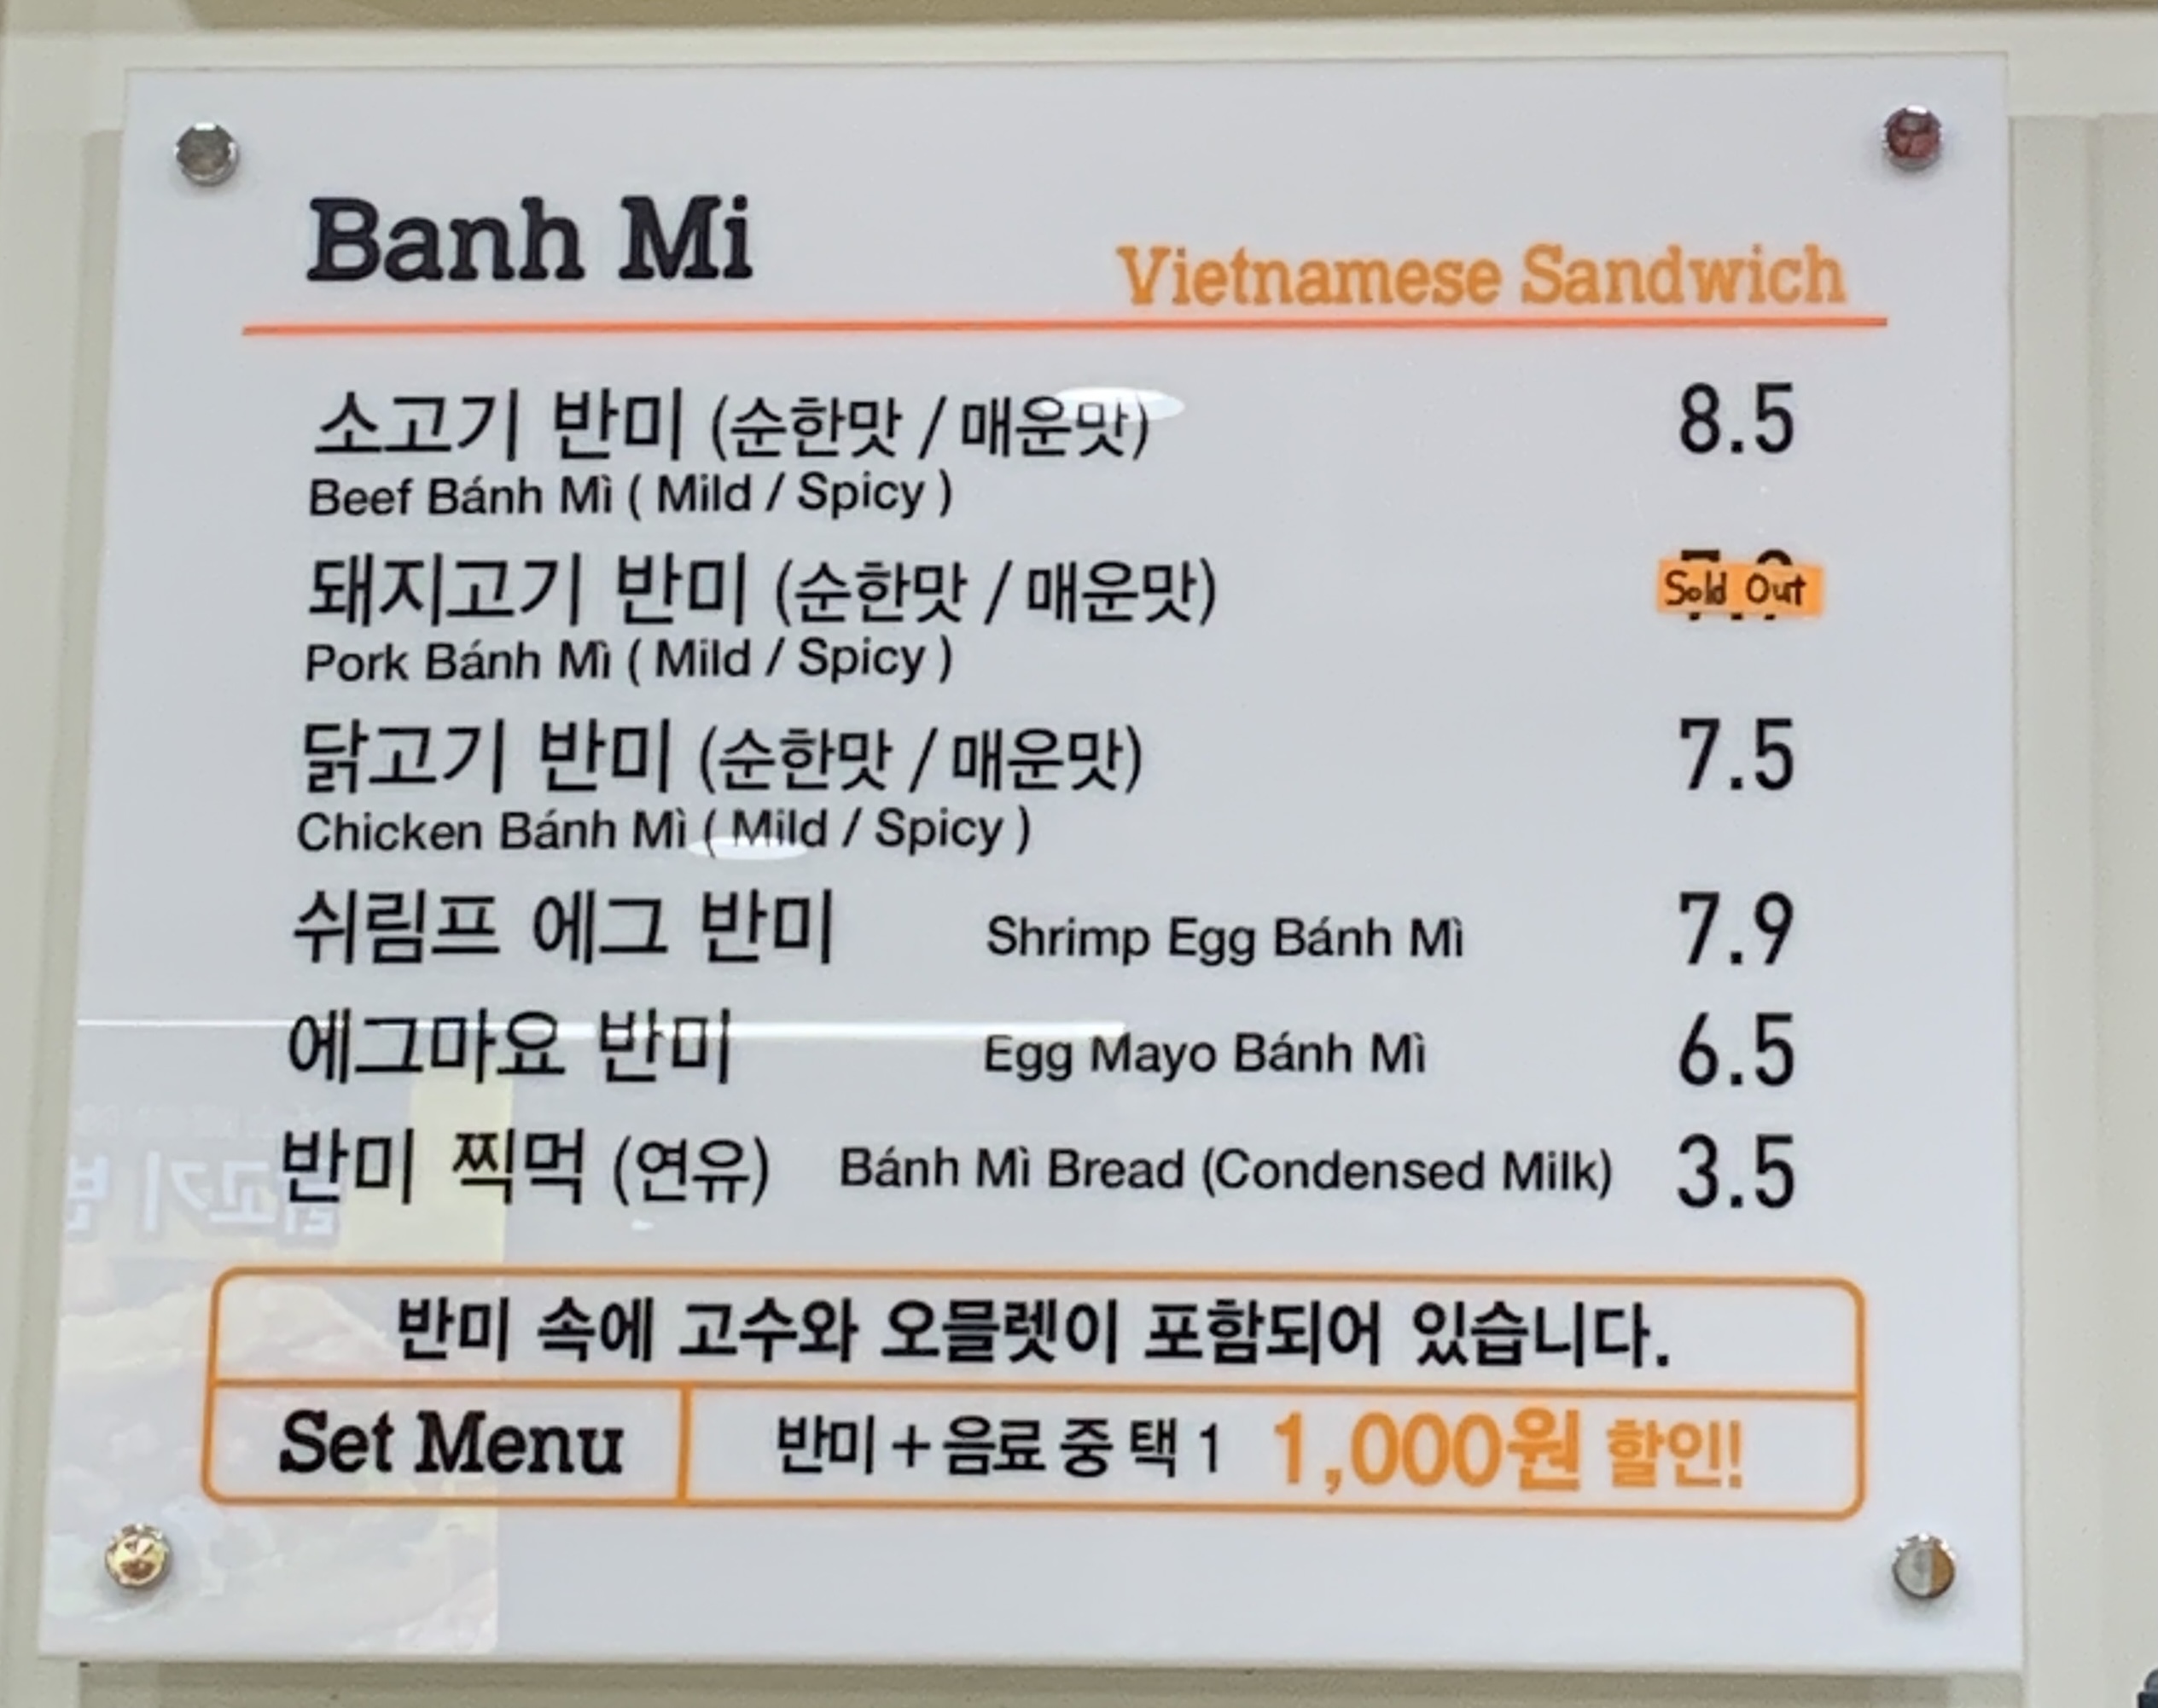 Banh Mi
Vietnamese Sandwich
소고기 반미 (순한맛 / 매운맛) 8.5
Beef Bánh Mì ( Mild / Spicy )
돼지고기 반미 (순한맛 / 매운맛) Sold Out
Pork Bánh Mì ( Mild / Spicy )
닭고기 반미 (순한맛 / 매운맛) 7.5
Chicken Bánh Mì ( Mild / Spicy )
쉬림프 에그 반미 Shrimp Egg Bánh Mì 7.9
에그마요 반미 Egg Mayo Bánh Mì 6.5
반미 찍먹 (연유) Bánh Mì Bread (Condensed Milk) 3.5
반미 속에 고수와 오믈렛이 포함되어 있습니다.
Set Menu 반미 + 음료 중 택 1 1,000원 할인!